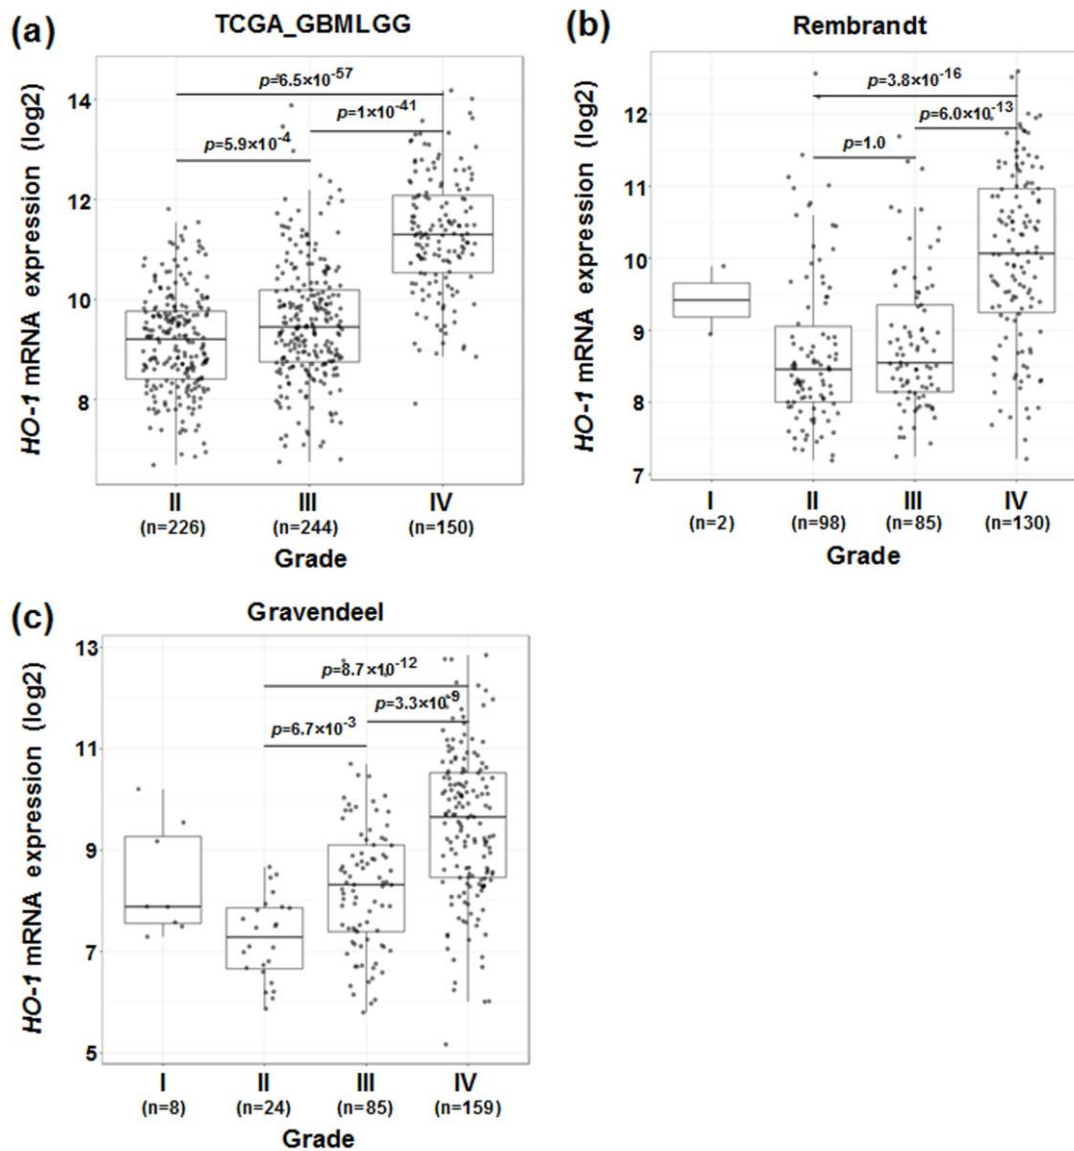 (a)
TCGA_GBMLGG
HO-1 mRNA expression (log2)
14
12
10
8
p=6.5×10-57
p=1×10-41
p=5.9×10-4
II
III
IV
(n=226)
(n=244)
(n=150)
Grade
(b)
Rembrandt
HO-1 mRNA expression (log2)
12
11
10
9
8
7
p=3.8×10-16
p=6.0×10-13
p=1.0
I
II
III
IV
(n=2)
(n=98)
(n=85)
(n=130)
Grade
(c)
Gravendeel
HO-1 mRNA expression (log2)
13
11
9
7
5
p=8.7×10-12
p=3.3×10-9
p=6.7×10-3
I
II
III
IV
(n=8)
(n=24)
(n=85)
(n=159)
Grade